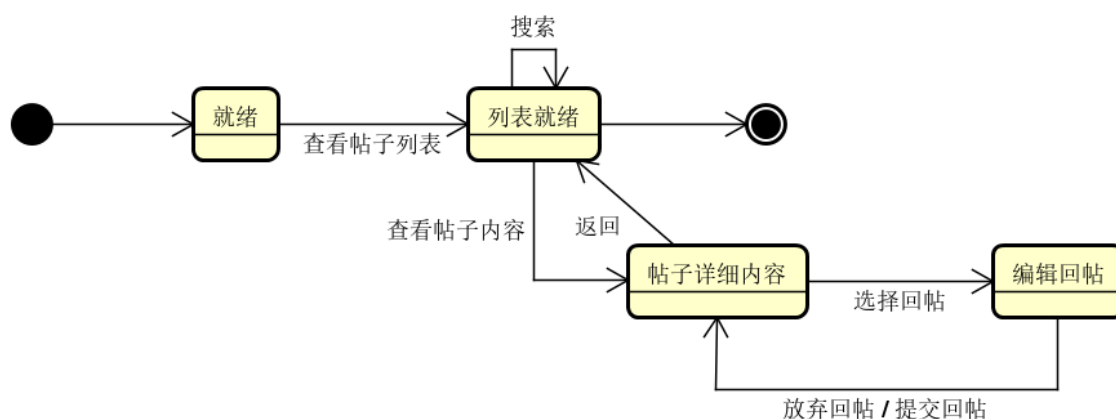 搜索
就绪
列表就绪
查看帖子列表
查看帖子内容
返回
帖子详细内容
编辑回帖
选择回帖
放弃回帖 / 提交回帖